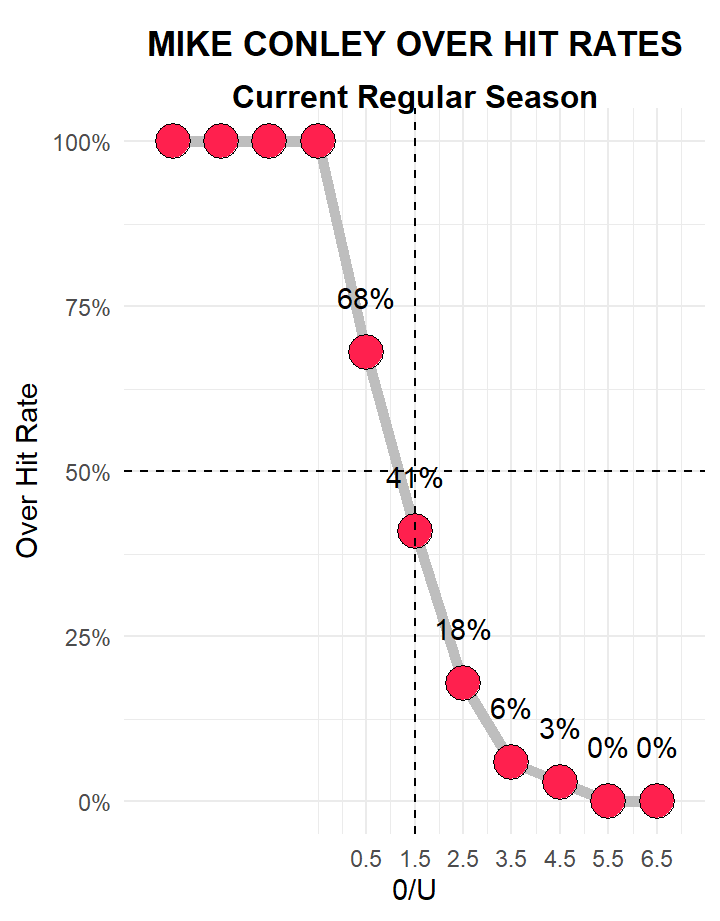 MIKE CONLEY OVER HIT RATES
Current Regular Season
100%
75%
50%
25%
0%
Over Hit Rate
68%
41%
18%
6%
3%
0%
0%
0.5 1.5 2.5 3.5 4.5 5.5 6.5
0/U